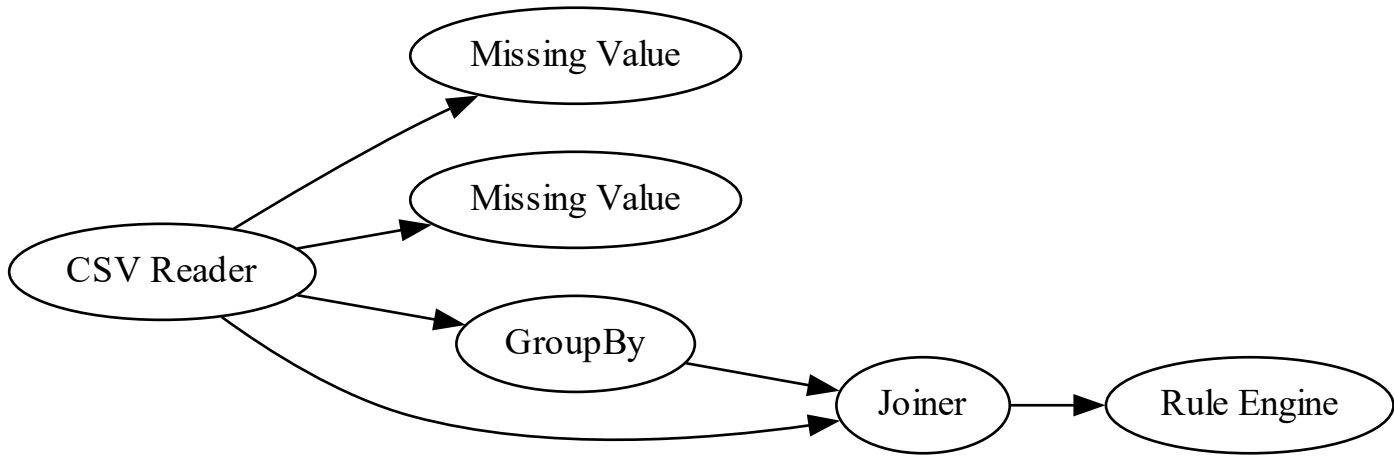 Missing Value
Missing Value
CSV Reader
GroupBy
Joiner
Rule Engine